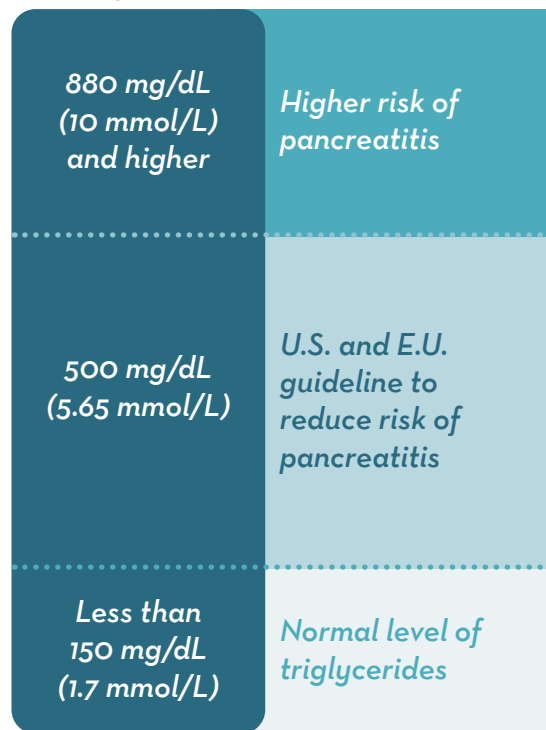 880 mg/dL
(10 mmol/L)
and higher
Higher risk of
pancreatitis
500 mg/dL
(5.65 mmol/L)
U.S. and E.U.
guideline to
reduce risk of
pancreatitis
Less than
150 mg/dL
(1.7 mmol/L)
Normal level of
triglycerides